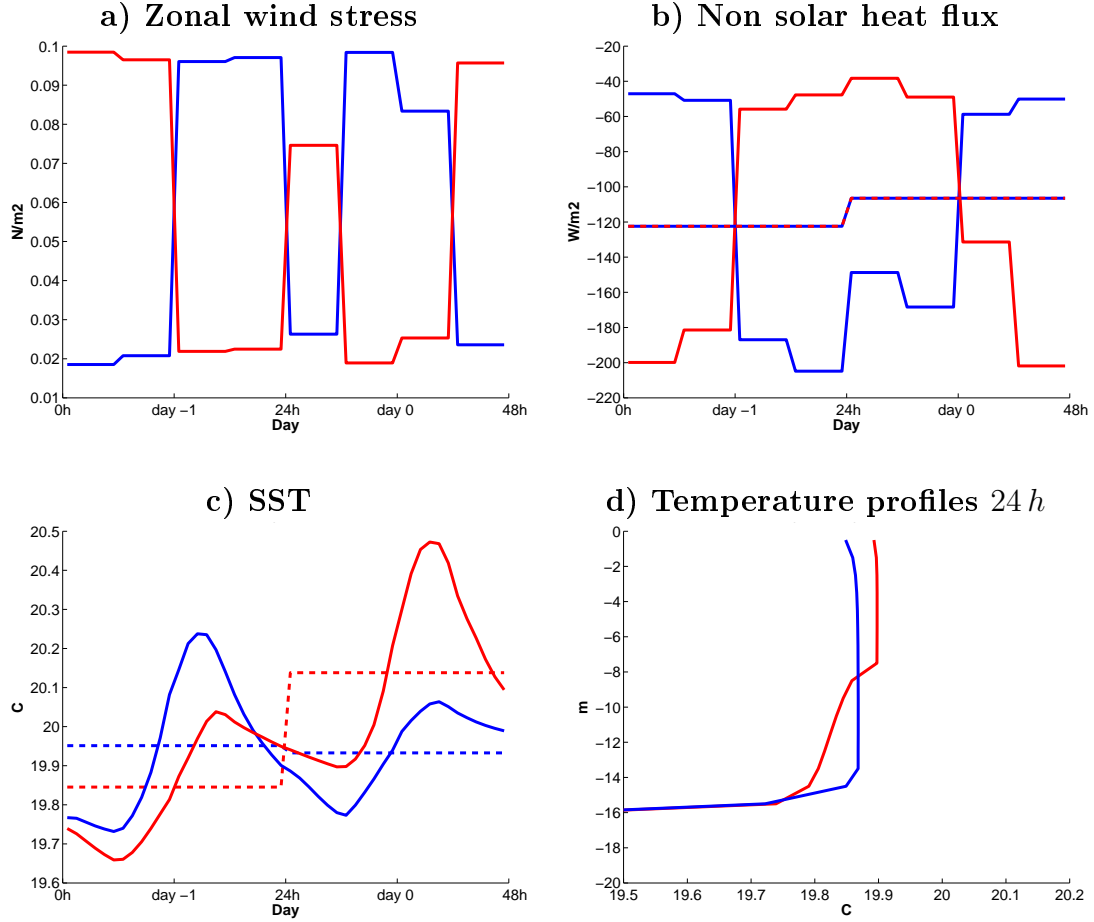 a) Zonal wind stress
0.1
0.09
0.08
0.07
0.06
0.05
0.04
0.03
0.02
0.01
N/m2
0h
day −1
24h
day 0
48h
Day
b) Non solar heat flux
−20
−40
−60
−80
−100
−120
−140
−160
−180
−200
−220
W/m2
0h
day −1
24h
day 0
48h
Day
c) SST
20.5
20.4
20.3
20.2
20.1
20
19.9
19.8
19.7
19.6
C
0h
day −1
24h
day 0
48h
Day
d) Temperature profiles 24 h
0
−2
−4
−6
−8
−10
−12
−14
−16
−18
−20
m
19.5
19.6
19.7
19.8
19.9
20
20.1
20.2
C